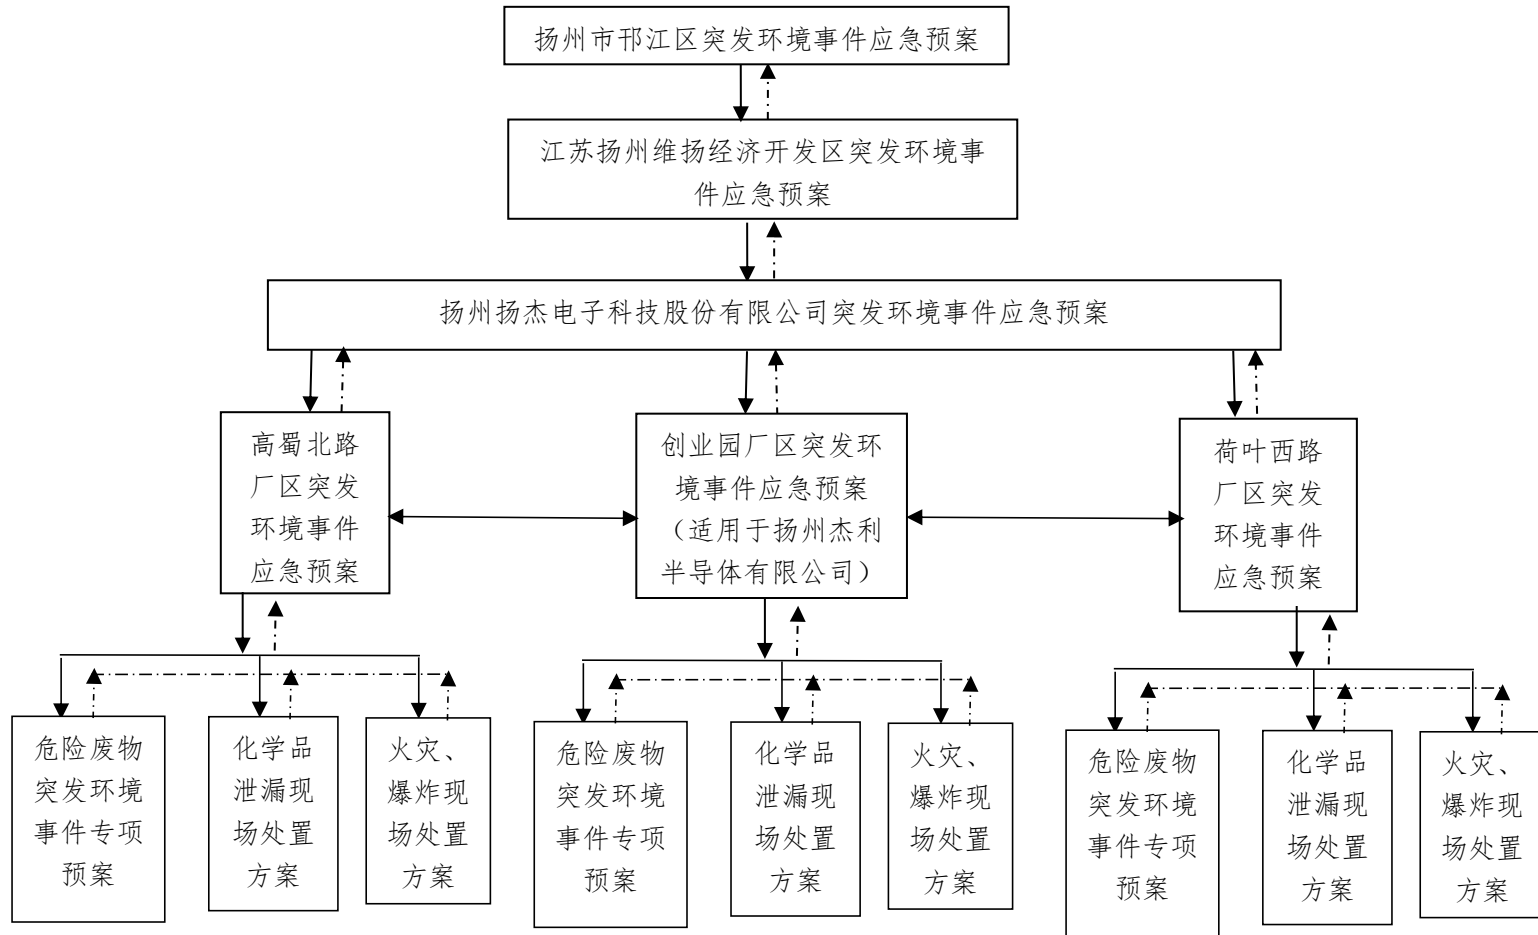 扬州市邗江区突发环境事件应急预案
江苏扬州维扬经济开发区突发环境事
件应急预案
扬州扬杰电子科技股份有限公司突发环境事件应急预案
高蜀北路
厂区突发
环境事件
应急预案
创业园厂区突发环
境事件应急预案
（适用于扬州杰利
半导体有限公司）
荷叶西路
厂区突发
环境事件
应急预案
危险废物
突发环境
事件专项
预案
化学品
泄漏现
场处置
方案
火灾、
爆炸现
场处置
方案
危险废物
突发环境
事件专项
预案
化学品
泄漏现
场处置
方案
火灾、
爆炸现
场处置
方案
危险废物
突发环境
事件专项
预案
化学品
泄漏现
场处置
方案
火灾、
爆炸现
场处置
方案